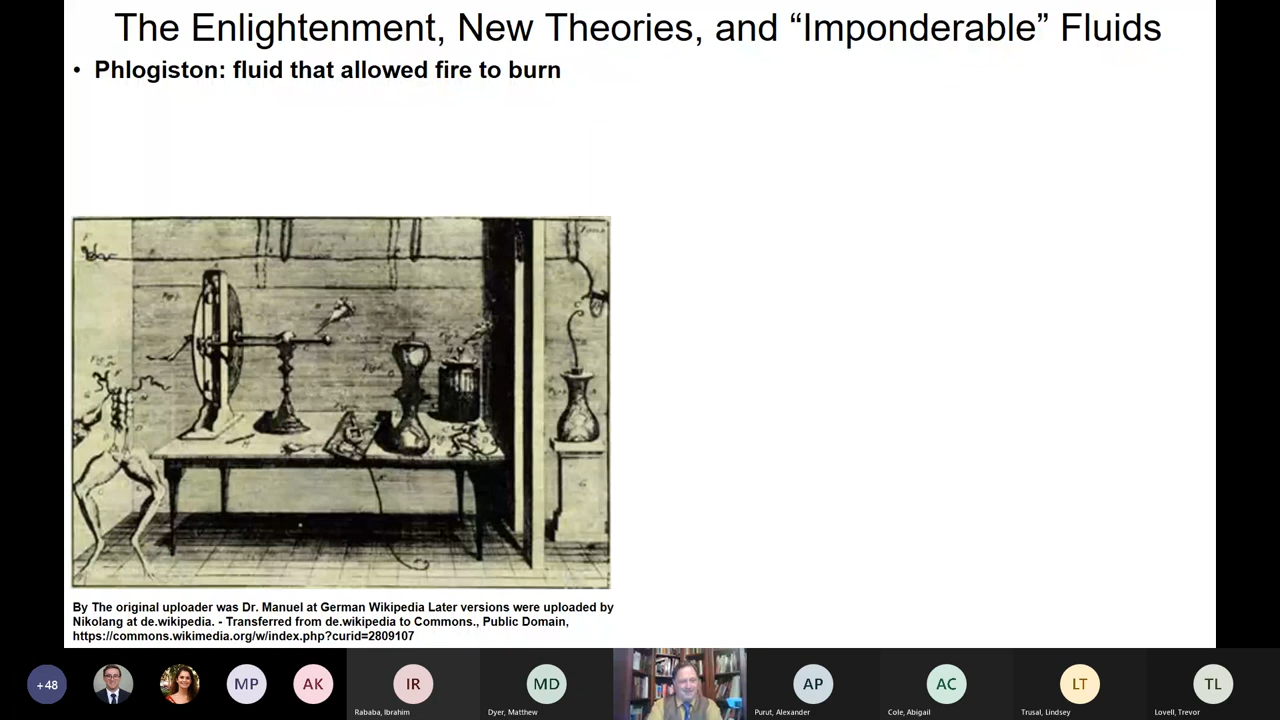 The Enlightenment, New Theories, and “Imponderable” Fluids
• Phlogiston: fluid that allowed fire to burn
By The original uploader was Dr. Manuel at German Wikipedia Later versions were uploaded by
Nikolang at de.wikipedia. - Transferred from de.wikipedia to Commons., Public Domain,
https://commons.wikimedia.org/w/index.php?curid=2809107
+48
MP
AK
IR
Rababa, Ibrahim
MD
Dyer, Matthew
AP
Purut, Alexander
AC
Cole, Abigail
LT
Trusal, Lindsey
TL
Lovell, Trevor